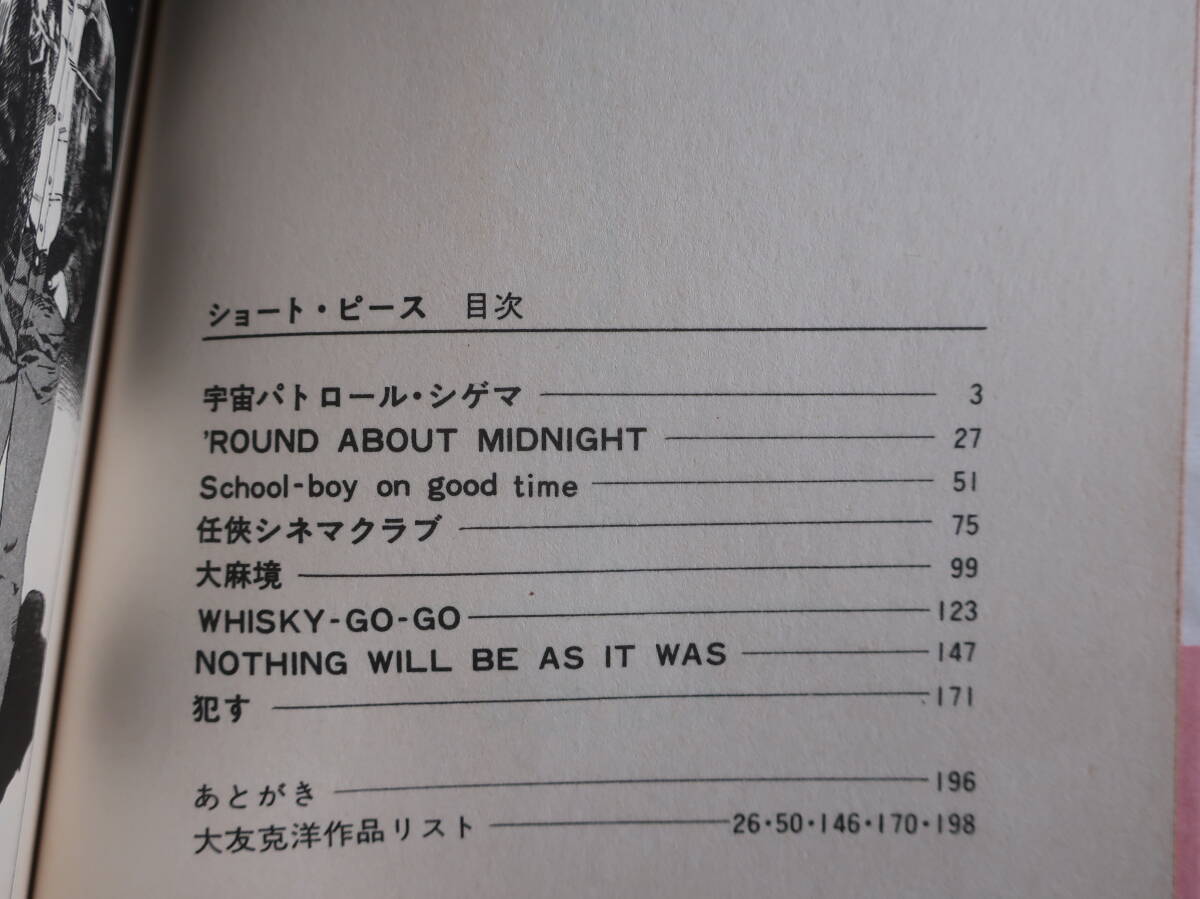 ショート・ピース 目次
宇宙パトロール・シゲマ 3
'ROUND ABOUT MIDNIGHT 27
School-boy on good time 51
任俠シネマクラブ 75
大麻境 99
WHISKY-GO-GO 123
NOTHING WILL BE AS IT WAS 147
犯す 171
あとがき 196
大友克洋作品リスト 26・50・146・170・198